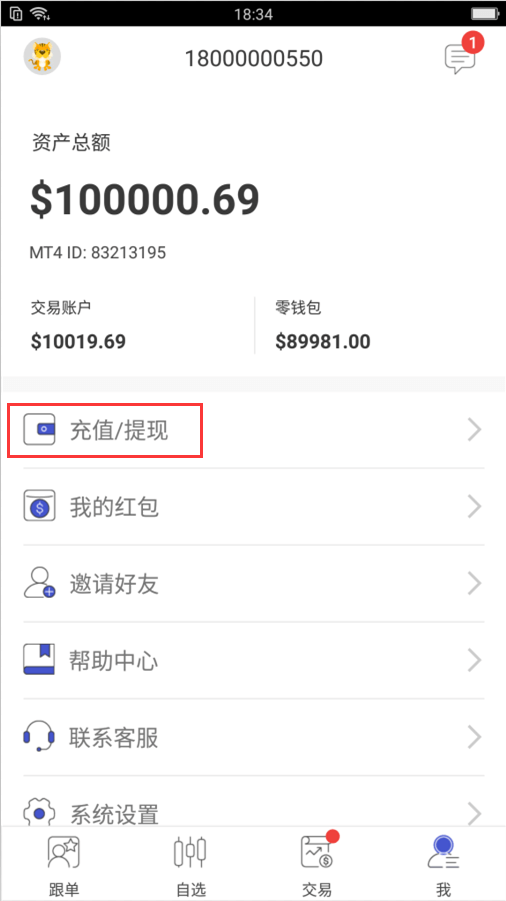 18:34
18000000550
1
资产总额
$100000.69
MT4 ID: 83213195
交易账户
零钱包
$10019.69
$89981.00
充值/提现
我的红包
邀请好友
帮助中心
联系客服
系统设置
跟单
自选
交易
我